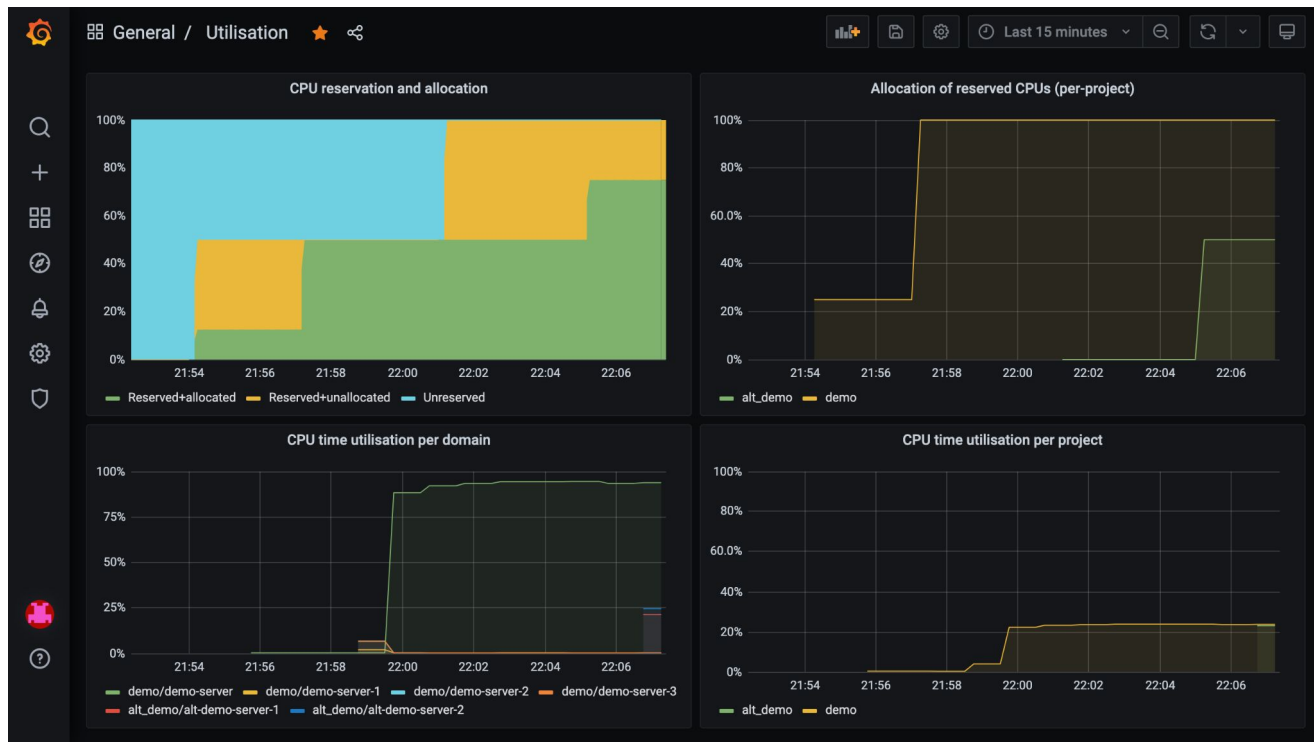 General / Utilisation
Last 15 minutes
CPU reservation and allocation
100%
80%
60%
40%
20%
0%
21:54 21:56 21:58 22:00 22:02 22:04 22:06
Reserved+allocated Reserved+unallocated Unreserved
Allocation of reserved CPUs (per-project)
100%
80%
60.0%
40%
20%
0%
21:54 21:56 21:58 22:00 22:02 22:04 22:06
alt_demo demo
CPU time utilisation per domain
100%
75%
50%
25%
0%
21:54 21:56 21:58 22:00 22:02 22:04 22:06
demo/demo-server demo/demo-server-1 demo/demo-server-2 demo/demo-server-3
alt_demo/alt-demo-server-1 alt_demo/alt-demo-server-2
CPU time utilisation per project
100%
80%
60.0%
40%
20%
0%
21:54 21:56 21:58 22:00 22:02 22:04 22:06
alt_demo demo